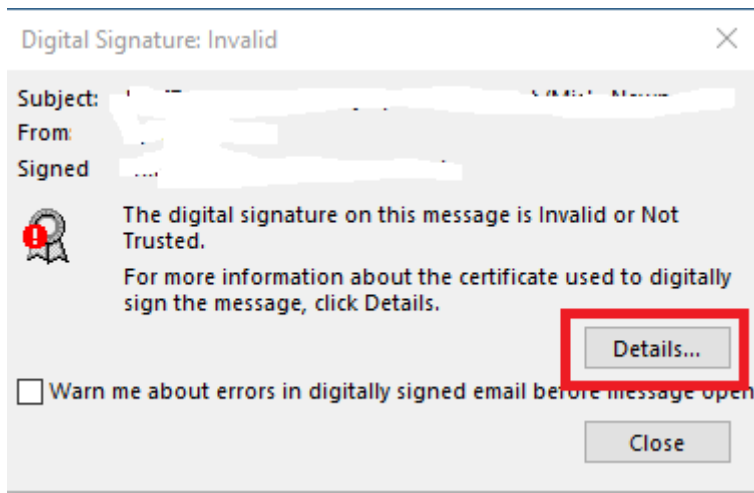 Digital Signature: Invalid
Subject:
From:
Signed
The digital signature on this message is Invalid or Not
Trusted.
For more information about the certificate used to digitally
sign the message, click Details.
Details...
Warn me about errors in digitally signed email before message open
Close